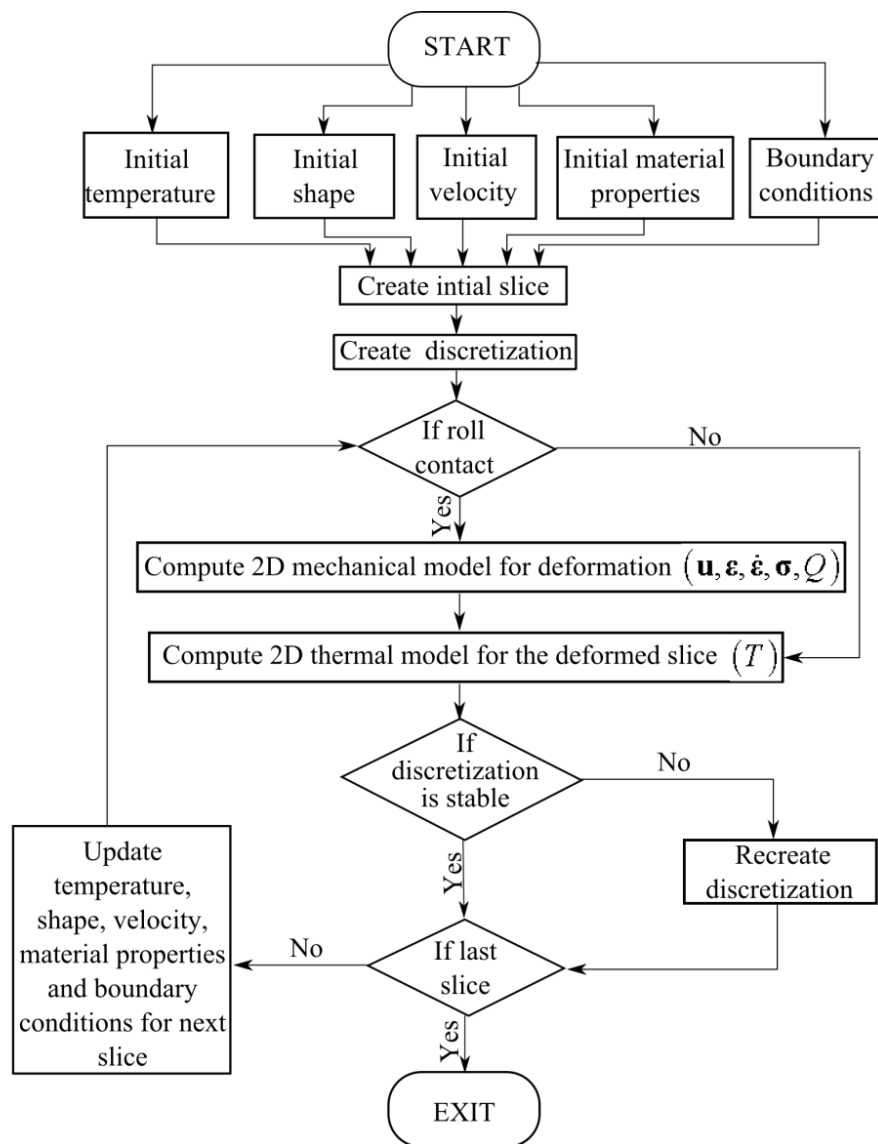 START
Initial
temperature
Initial
shape
Initial
velocity
Initial material
properties
Boundary
conditions
Create intial slice
Create discretization
If roll
contact
No
Yes
Compute 2D mechanical model for deformation (u, ε, ε̇, σ, Q)
Compute 2D thermal model for the deformed slice (T)
If
discretization
is stable
No
Yes
Recreate
discretization
Update
temperature,
shape, velocity,
material properties
and boundary
conditions for next
slice
No
If last
slice
Yes
EXIT